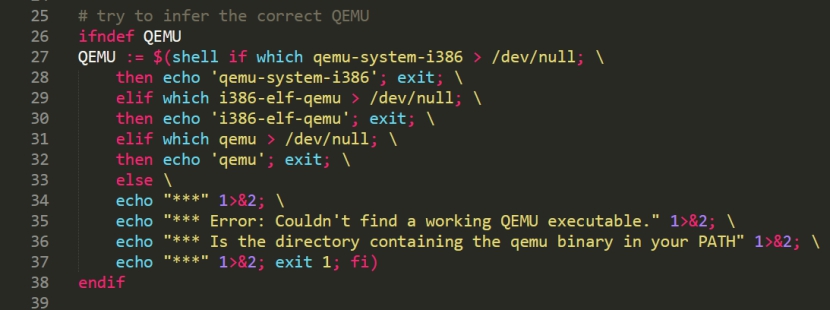 25 # try to infer the correct QEMU
26 ifndef QEMU
27 QEMU := $(shell if which qemu-system-i386 > /dev/null; \
28     then echo 'qemu-system-i386'; exit; \
29     elif which i386-elf-qemu > /dev/null; \
30     then echo 'i386-elf-qemu'; exit; \
31     elif which qemu > /dev/null; \
32     then echo 'qemu'; exit; \
33     else \
34     echo "***" 1>&2; \
35     echo "*** Error: Couldn't find a working QEMU executable." 1>&2; \
36     echo "*** Is the directory containing the qemu binary in your PATH" 1>&2; \
37     echo "***" 1>&2; exit 1; fi)
38 endif
39